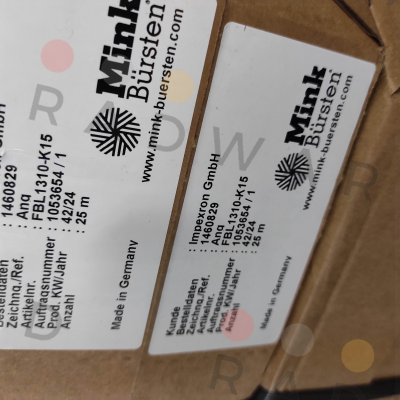 Mink
Bürsten
www.mink-buersten.com
GmbH
: 1460829
: Anq
: FBL1310-K15
: 1053654 / 1
: 42/24
: 25 m
Bestelldaten
Zeichng./Ref.
Artikelnr.
Auftragsnummer
Prod. KW/Jahr
Anzahl
Made in Germany
Mink
Bürsten®
www.mink-buersten.com
Kunde : Impexron GmbH
Bestelldaten : 1460829
Zeichng./Ref. : Anq
Artikelnr. : FBL1310-K15
Auftragsnummer : 1053654 / 1
Prod. KW/Jahr : 42/24
Anzahl : 25 m
Made in Germany
RADWAR